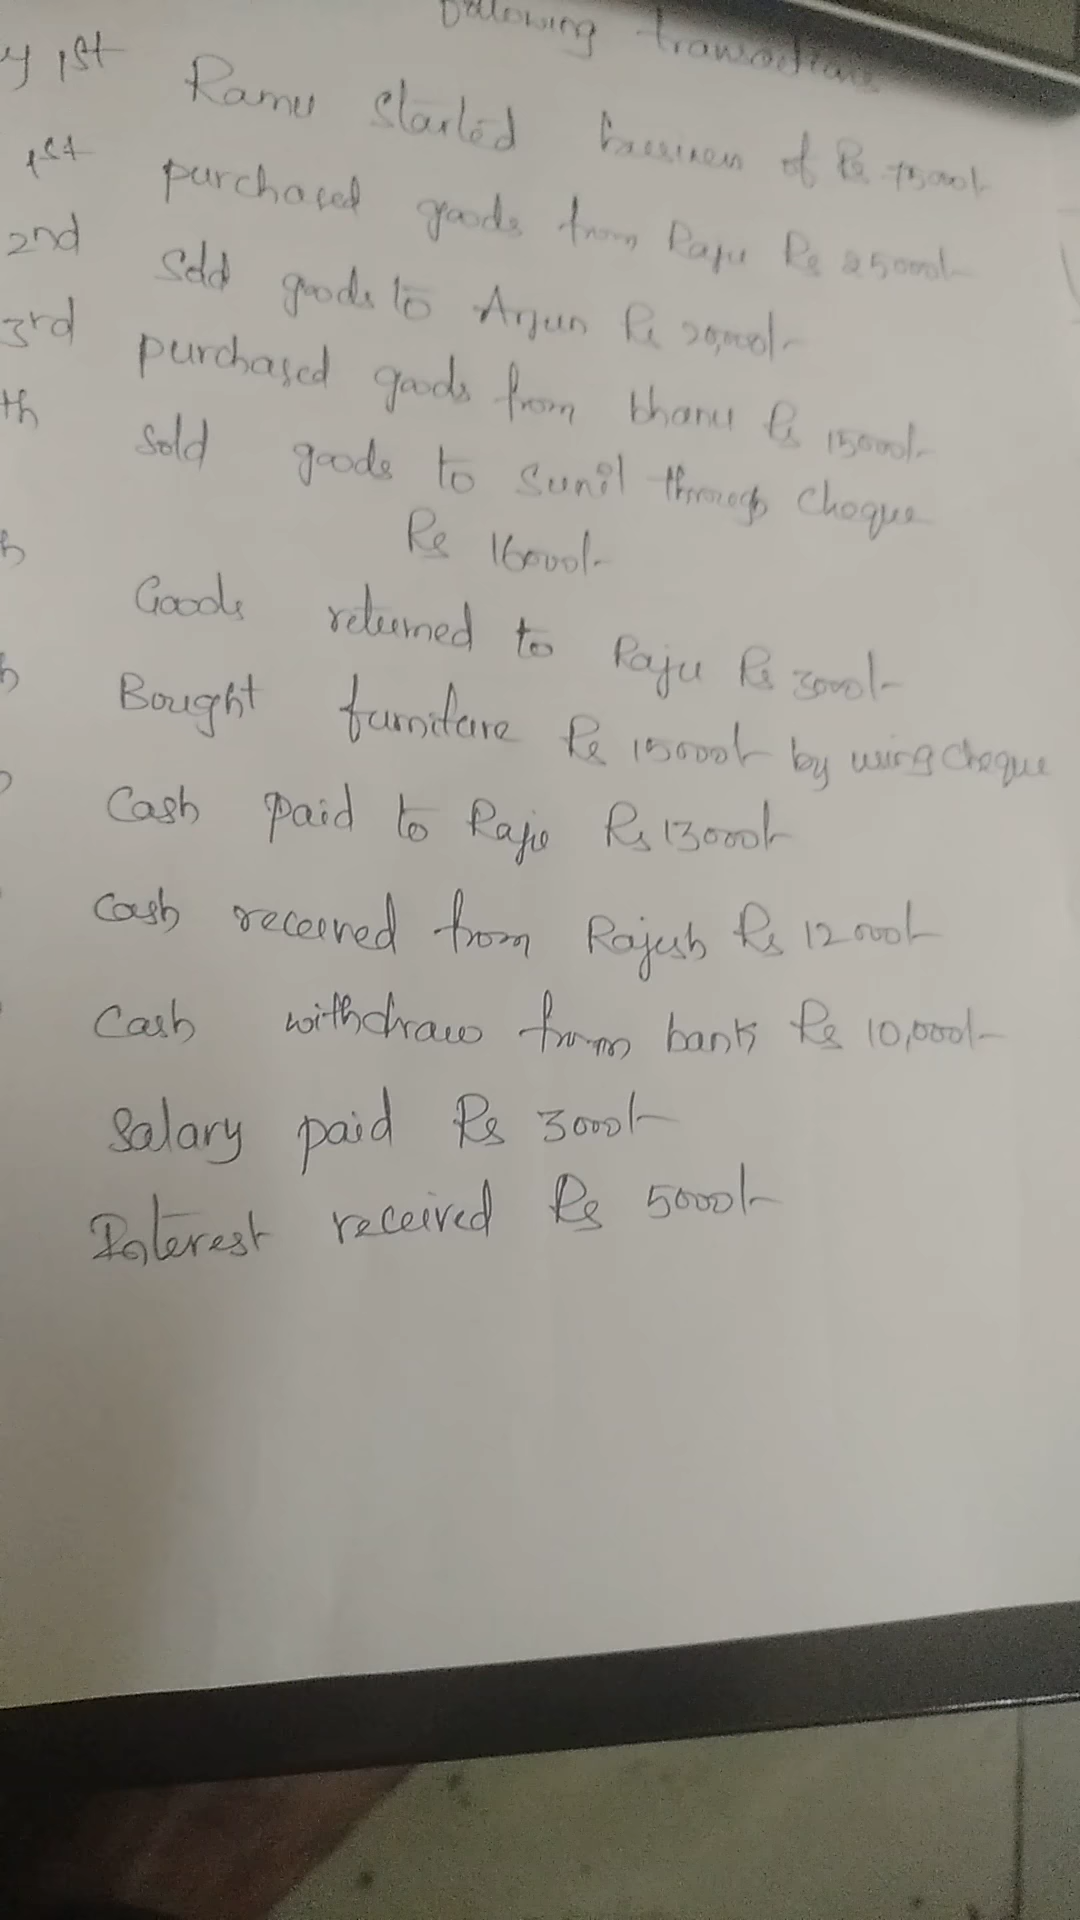 Following transactions
y 1st Ramu started business of Rs 75000/-
1st purchased goods from Raju Rs 25000/-
2nd Sold goods to Arjun Rs 20,000/-
3rd purchased goods from bhanu Rs 15000/-
th Sold goods to Sunil through Cheque
Rs 16000/-
h Goods returned to Raju Rs 3000/-
h Bought furniture Rs 15000/- by using cheque
Cash paid to Raju Rs 13000/-
Cash received from Rajesh Rs 12000/-
Cash withdraw from bank Rs 10,000/-
Salary paid Rs 3000/-
Interest received Rs 5000/-